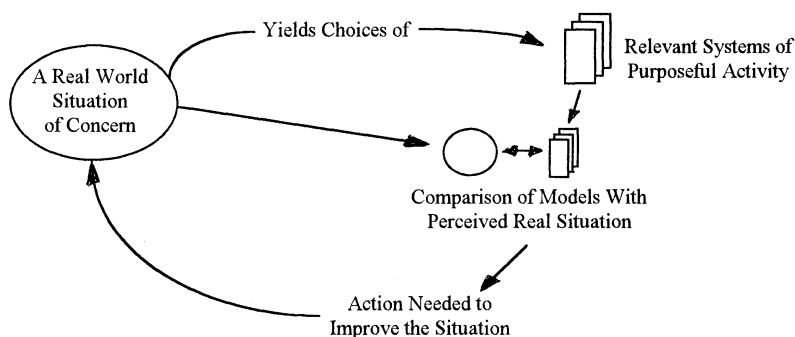 Yields Choices of
Relevant Systems of
Purposeful Activity
A Real World
Situation
of Concern
Comparison of Models With
Perceived Real Situation
Action Needed to
Improve the Situation